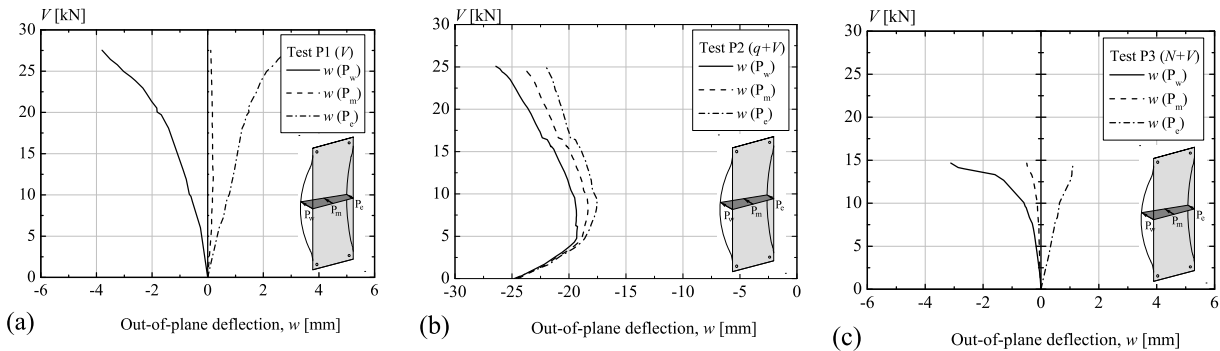 V [kN]
30
25
20
15
10
5
0
-6 -4 -2 0 2 4 6
Test P1 (V)
w (Pw)
w (Pm)
w (Pe)
Pw Pm Pe
(a)
Out-of-plane deflection, w [mm]
V [kN]
30
25
20
15
10
5
0
-30 -25 -20 -15 -10 -5 0
Test P2 (q+V)
w (Pw)
w (Pm)
w (Pe)
Pw Pm Pe
(b)
Out-of-plane deflection, w [mm]
V [kN]
30
25
20
15
10
5
0
-6 -4 -2 0 2 4 6
Test P3 (N+V)
w (Pw)
w (Pm)
w (Pe)
Pw Pm Pe
(c)
Out-of-plane deflection, w [mm]